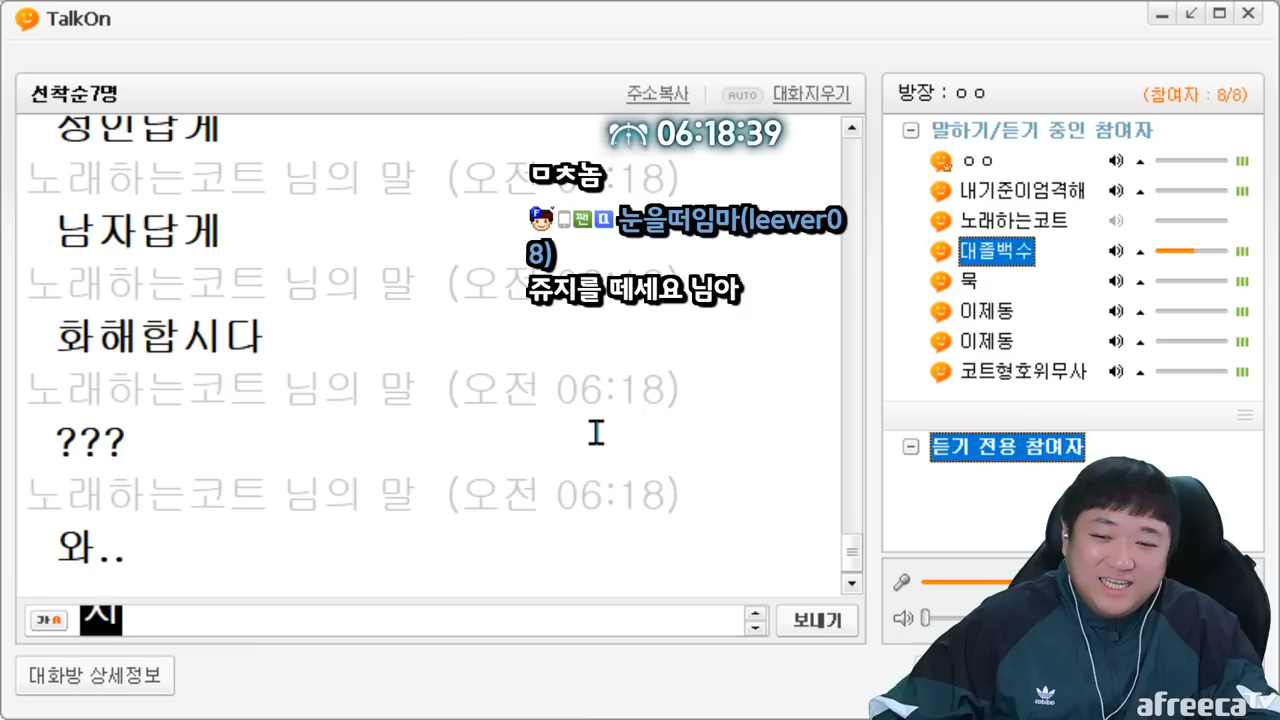 TalkOn
선착순7명
주소복사
AUTO
대화지우기
성인답게
노래하는코트 님의 말 (오전 06:18)
남자답게
노래하는코트 님의 말 (오
화해합시다
노래하는코트 님의 말 (오전 06:18)
???
노래하는코트 님의 말 (오전 06:18)
와..
06:18:39
ㅁㅊ놈
눈을떠임마(leever0
8)
쥬지를 떼세요 님아
가A
보내기
대화방 상세정보
방장 : ㅇㅇ
(참여자 : 8/8)
말하기/듣기 중인 참여자
ㅇㅇ
내기준이엄격해
노래하는코트
대졸백수
묵
이제동
이제동
코트형호위무사
듣기 전용 참여자
afreecaTV